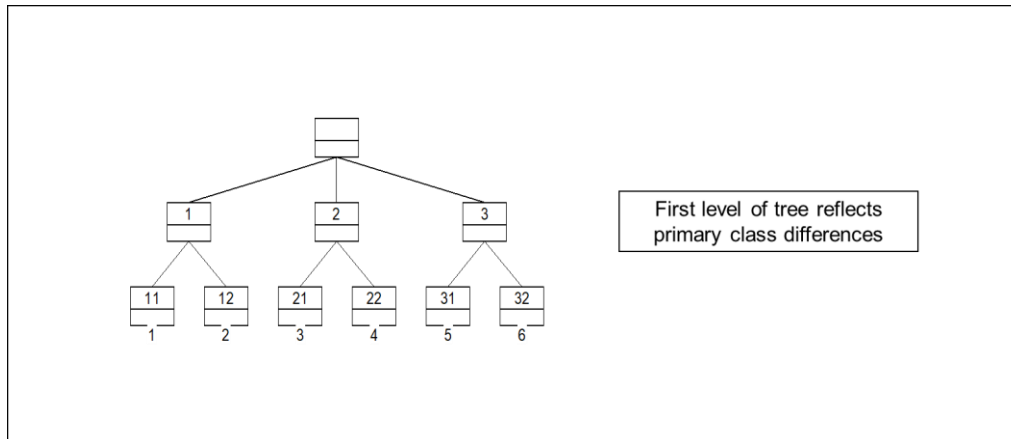 1 2 3
First level of tree reflects
primary class differences
11 12 21 22 31 32
1 2 3 4 5 6